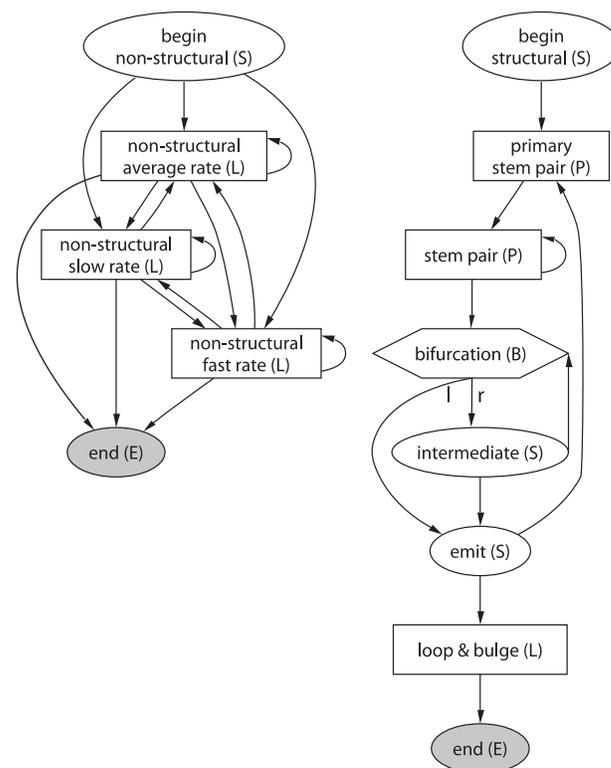 begin
non-structural (S)
non-structural
average rate (L)
non-structural
slow rate (L)
non-structural
fast rate (L)
end (E)
begin
structural (S)
primary
stem pair (P)
stem pair (P)
bifurcation (B)
l r
intermediate (S)
emit (S)
loop & bulge (L)
end (E)